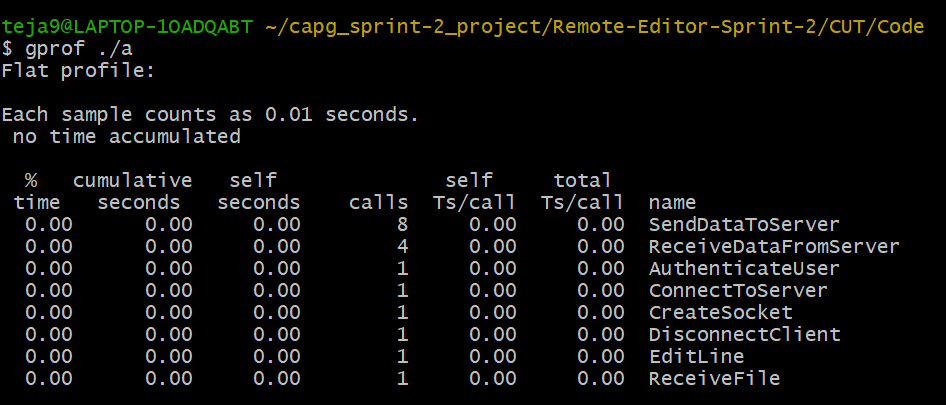 teja9@LAPTOP-1OADQABT ~/capg_sprint-2_project/Remote-Editor-Sprint-2/CUT/Code
$ gprof ./a
Flat profile:
Each sample counts as 0.01 seconds.
 no time accumulated
  %   cumulative   self              self     total
 time   seconds   seconds    calls  Ts/call  Ts/call  name
  0.00      0.00     0.00        8     0.00     0.00  SendDataToServer
  0.00      0.00     0.00        4     0.00     0.00  ReceiveDataFromServer
  0.00      0.00     0.00        1     0.00     0.00  AuthenticateUser
  0.00      0.00     0.00        1     0.00     0.00  ConnectToServer
  0.00      0.00     0.00        1     0.00     0.00  CreateSocket
  0.00      0.00     0.00        1     0.00     0.00  DisconnectClient
  0.00      0.00     0.00        1     0.00     0.00  EditLine
  0.00      0.00     0.00        1     0.00     0.00  ReceiveFile